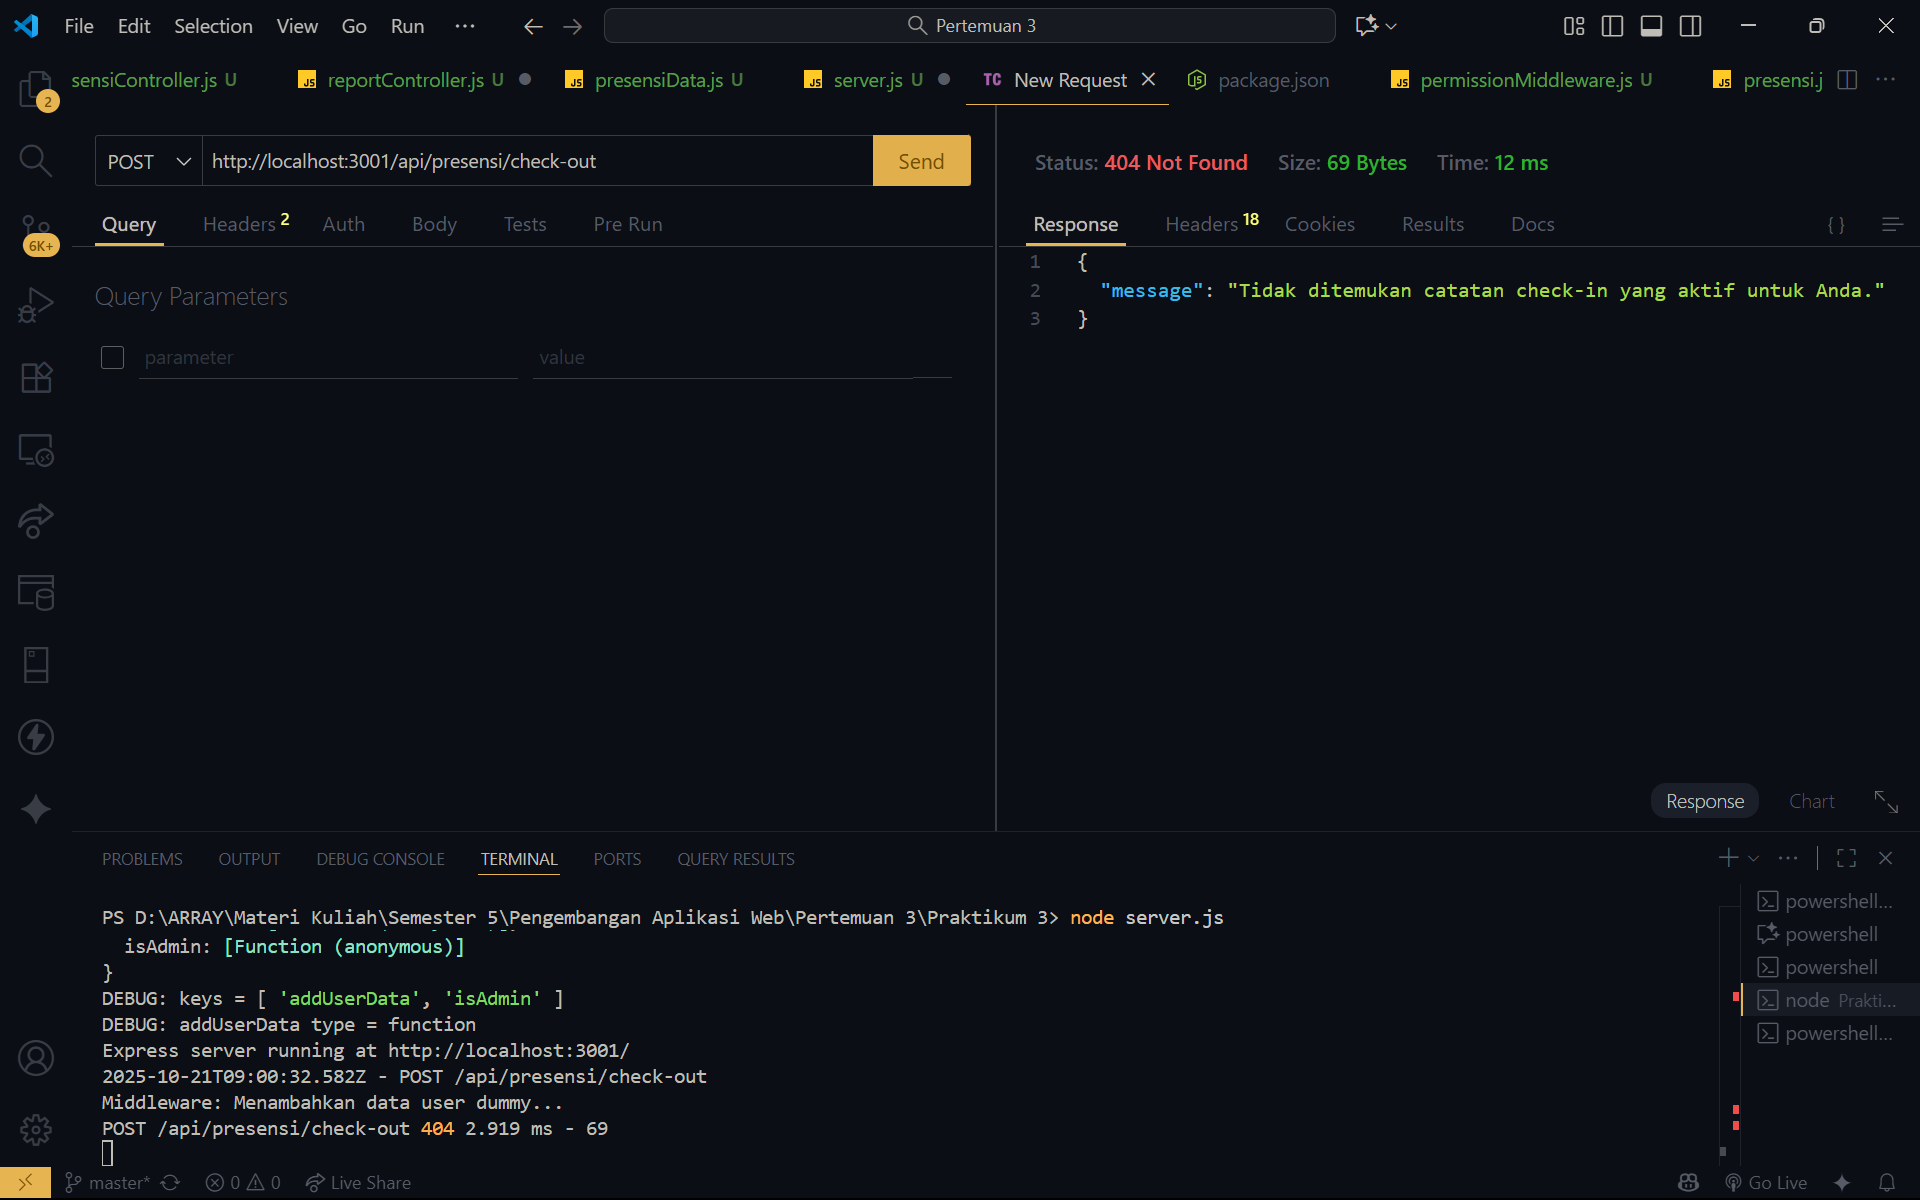 File Edit Selection View Go Run ··· Pertemuan 3
sensiController.js U reportController.js U presensiData.js U server.js U TC New Request package.json permissionMiddleware.js U presensi.j ···
2
6K+
POST http://localhost:3001/api/presensi/check-out Send
Query Headers 2 Auth Body Tests Pre Run
Query Parameters
parameter value
Status: 404 Not Found Size: 69 Bytes Time: 12 ms
Response Headers 18 Cookies Results Docs { }
1 {
2 "message": "Tidak ditemukan catatan check-in yang aktif untuk Anda."
3 }
Response Chart
PROBLEMS OUTPUT DEBUG CONSOLE TERMINAL PORTS QUERY RESULTS
PS D:\ARRAY\Materi Kuliah\Semester 5\Pengembangan Aplikasi Web\Pertemuan 3\Praktikum 3> node server.js
isAdmin: [Function (anonymous)]
}
DEBUG: keys = [ 'addUserData', 'isAdmin' ]
DEBUG: addUserData type = function
Express server running at http://localhost:3001/
2025-10-21T09:00:32.582Z - POST /api/presensi/check-out
Middleware: Menambahkan data user dummy...
POST /api/presensi/check-out 404 2.919 ms - 69
powershell...
powershell
powershell
node Prakti...
powershell...
master* 0 0 Live Share Go Live